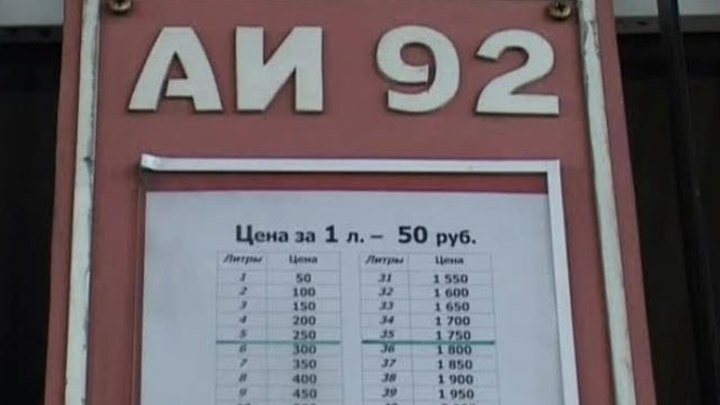 АИ 92
Цена за 1 л. – 50 руб.
Литры Цена Литры Цена
1 50 31 1 550
2 100 32 1 600
3 150 33 1 650
4 200 34 1 700
5 250 35 1 750
6 300 36 1 800
7 350 37 1 850
8 400 38 1 900
9 450 39 1 950